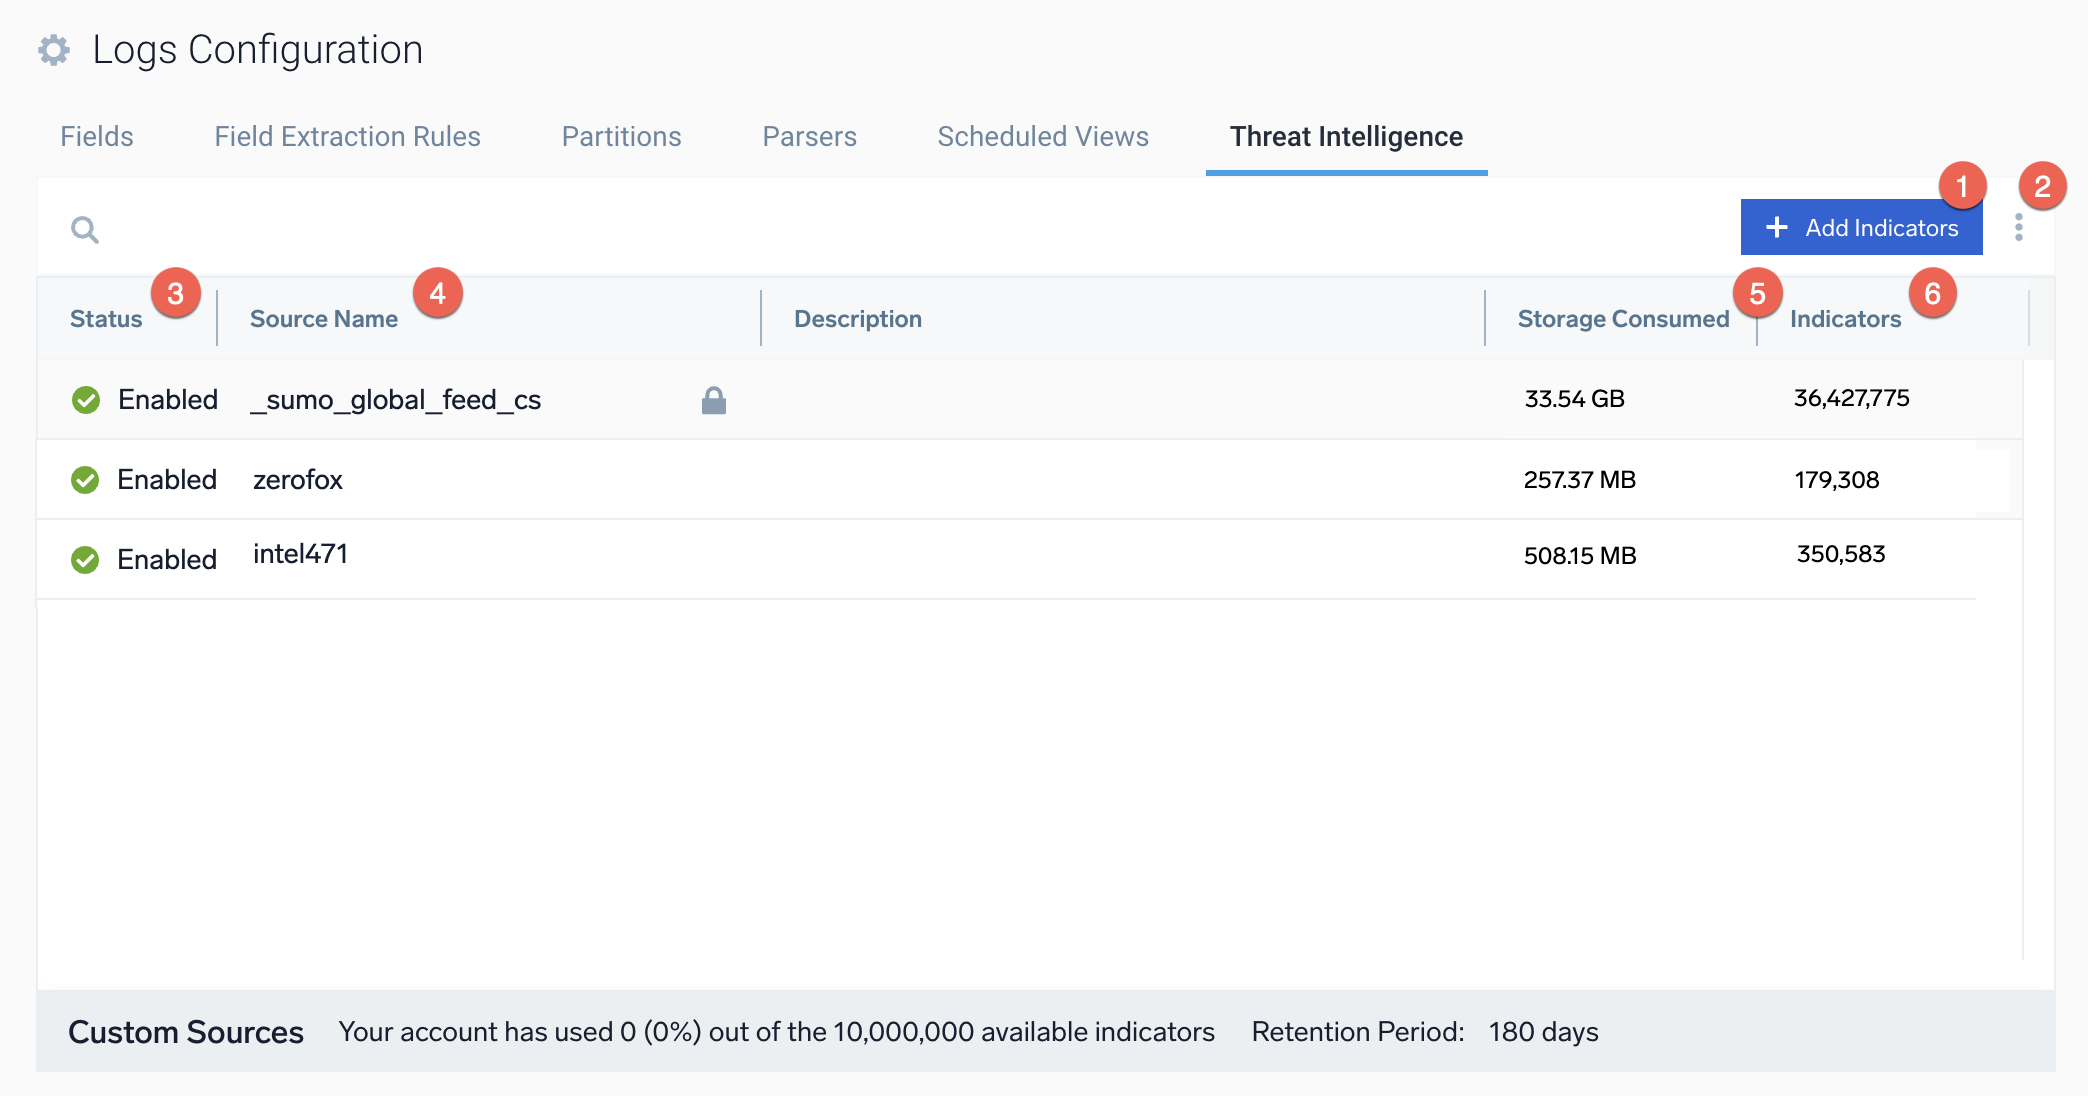 Logs Configuration
Fields Field Extraction Rules Partitions Parsers Scheduled Views Threat Intelligence
1 2
+ Add Indicators
3 4 5 6
Status Source Name Description Storage Consumed Indicators
Enabled _sumo_global_feed_cs 33.54 GB 36,427,775
Enabled zerofox 257.37 MB 179,308
Enabled intel471 508.15 MB 350,583
Custom Sources Your account has used 0 (0%) out of the 10,000,000 available indicators Retention Period: 180 days